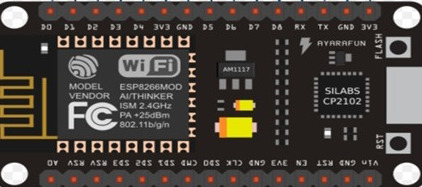 D0 D1 D2 D3 D4 3V3 GND D5 D6 D7 D8 RX TX GND 3V3
AYARAFUN
FLASH
WiFi
MODEL
VENDOR
ESP8266MOD
AI/THINKER
ISM 2.4GHz
PA +25dBm
802.11b/g/n
FC
AM1117
SILABS
CP2102
RST
A0 RSV RSV SD3 SD2 SD1 CMD SD0 CLK GND 3V3 EN RST GND Vin